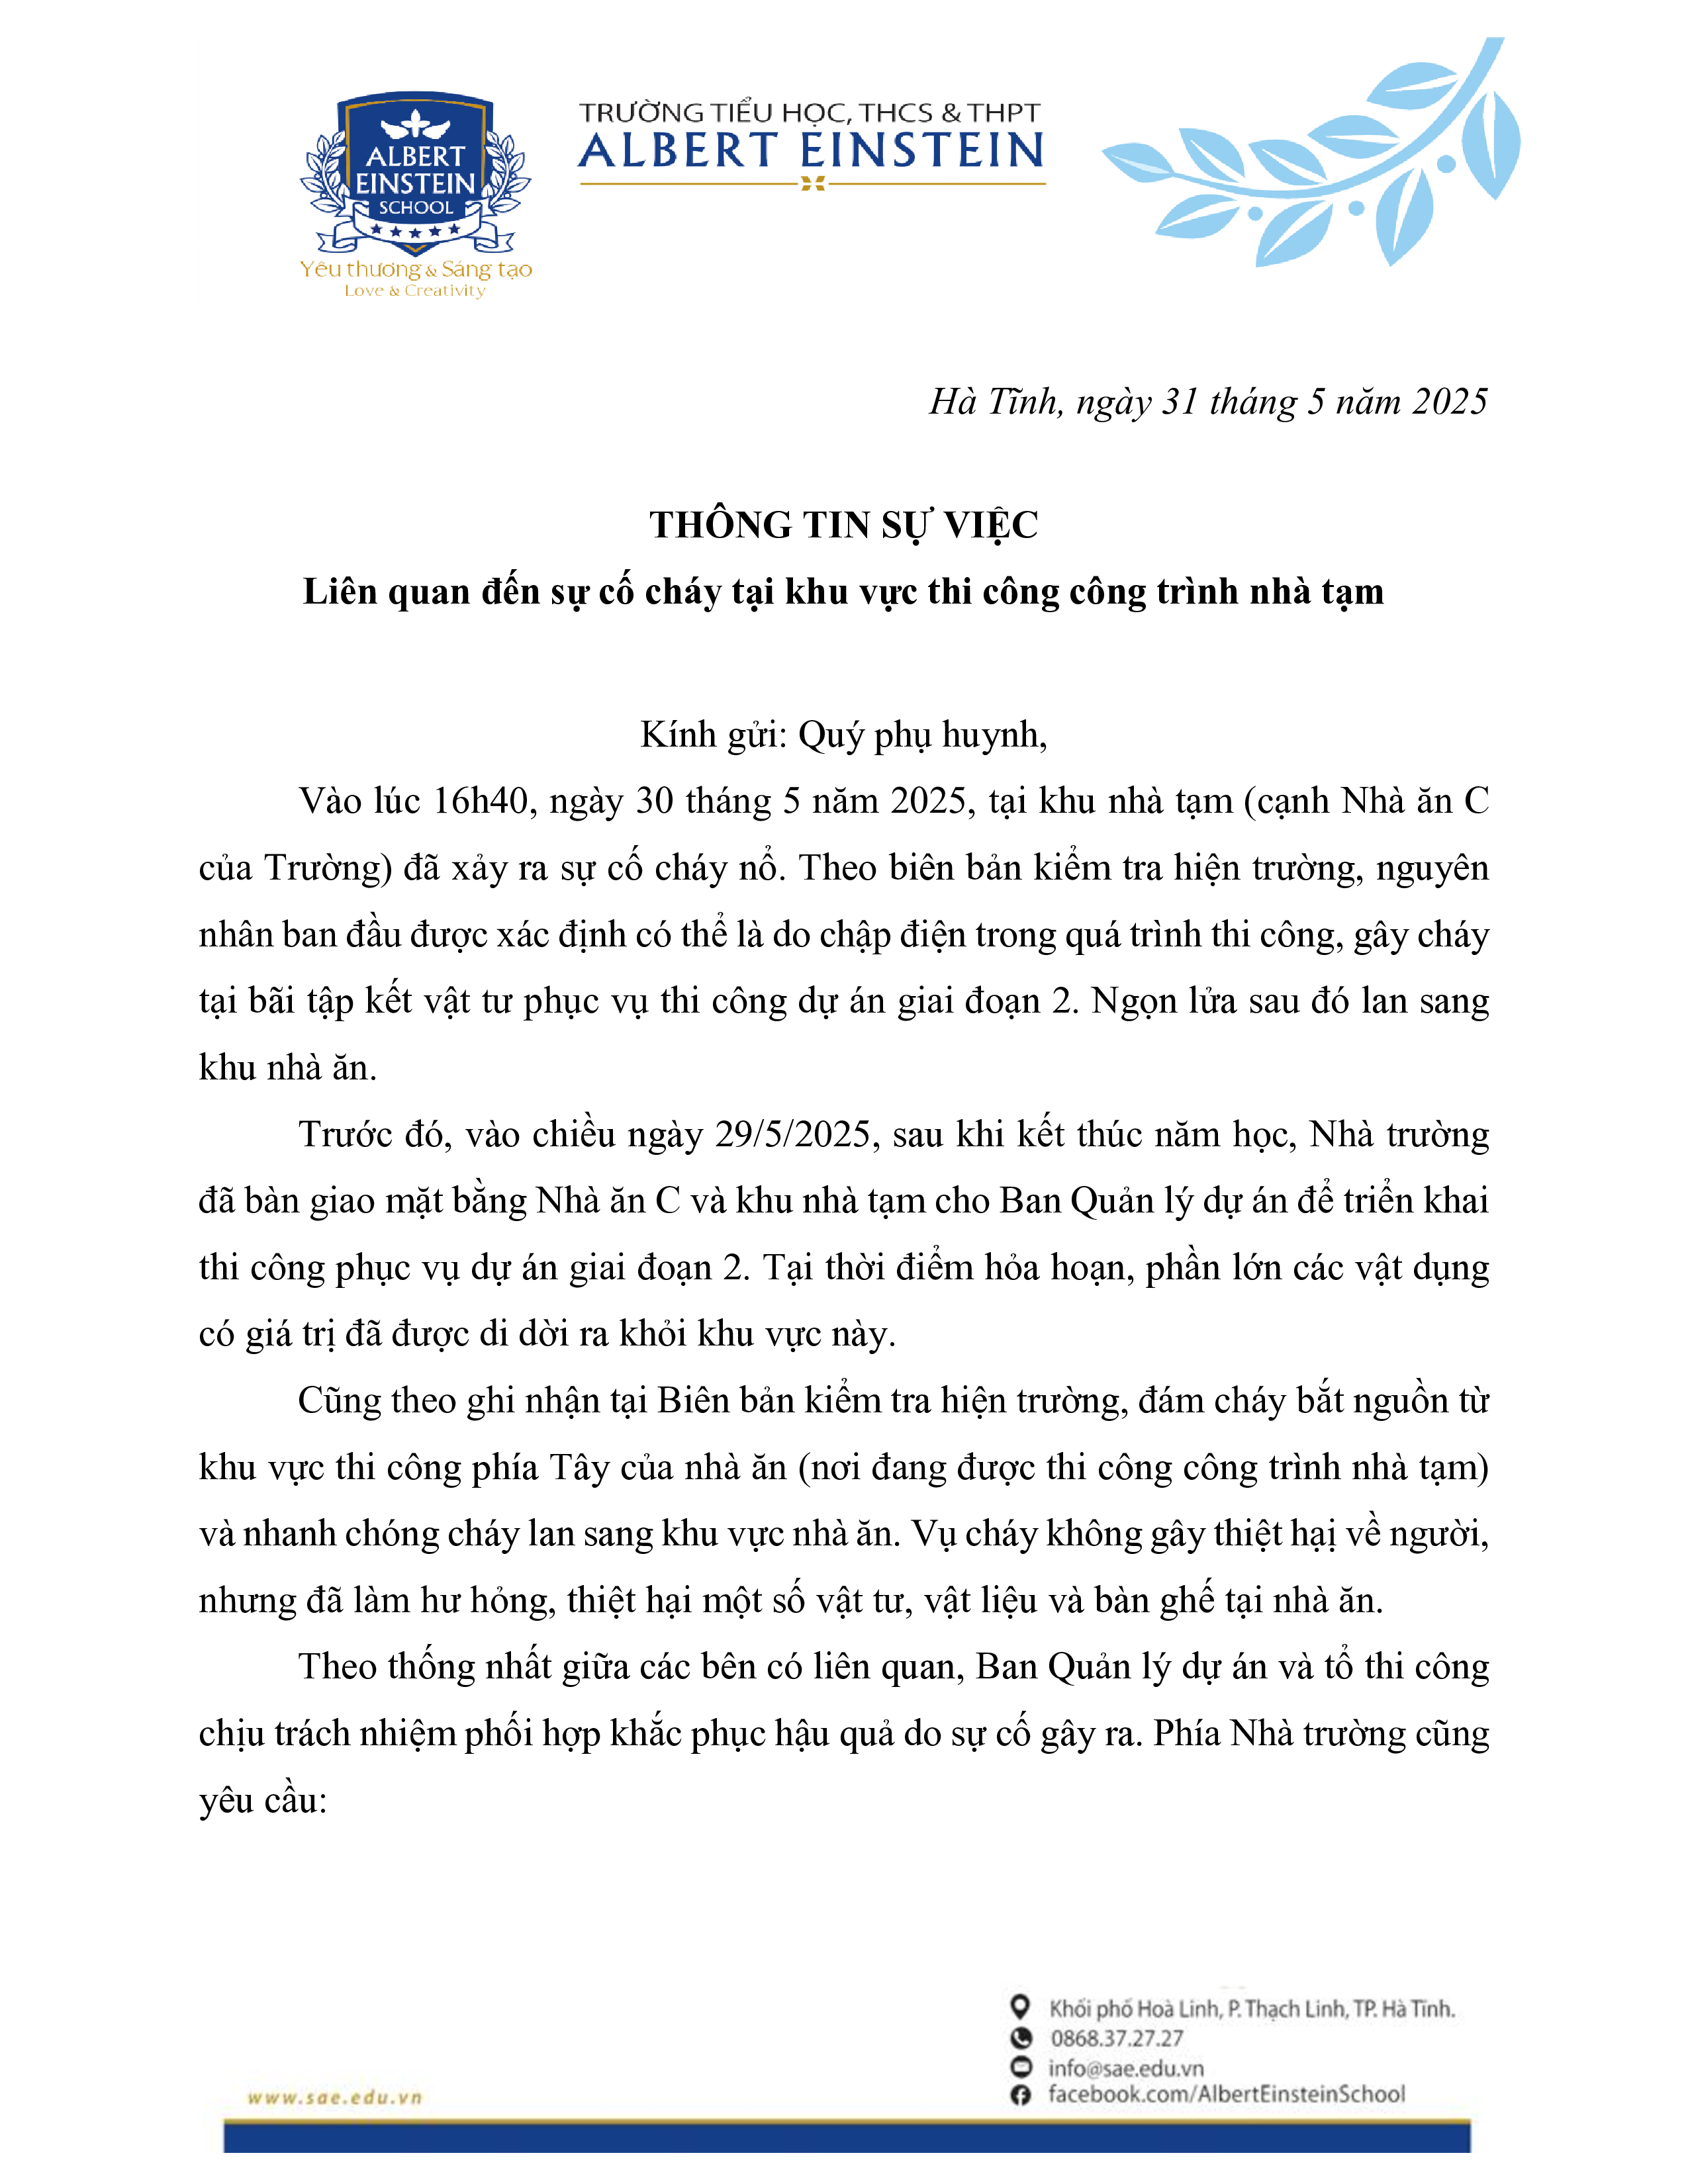 ALBERT
EINSTEIN
SCHOOL
Yêu thương & Sáng tạo
Love & Creativity
TRƯỜNG TIỂU HỌC, THCS & THPT
ALBERT EINSTEIN
Hà Tĩnh, ngày 31 tháng 5 năm 2025
THÔNG TIN SỰ VIỆC
Liên quan đến sự cố cháy tại khu vực thi công công trình nhà tạm
Kính gửi: Quý phụ huynh,
Vào lúc 16h40, ngày 30 tháng 5 năm 2025, tại khu nhà tạm (cạnh Nhà ăn C
của Trường) đã xảy ra sự cố cháy nổ. Theo biên bản kiểm tra hiện trường, nguyên
nhân ban đầu được xác định có thể là do chập điện trong quá trình thi công, gây cháy
tại bãi tập kết vật tư phục vụ thi công dự án giai đoạn 2. Ngọn lửa sau đó lan sang
khu nhà ăn.
Trước đó, vào chiều ngày 29/5/2025, sau khi kết thúc năm học, Nhà trường
đã bàn giao mặt bằng Nhà ăn C và khu nhà tạm cho Ban Quản lý dự án để triển khai
thi công phục vụ dự án giai đoạn 2. Tại thời điểm hỏa hoạn, phần lớn các vật dụng
có giá trị đã được di dời ra khỏi khu vực này.
Cũng theo ghi nhận tại Biên bản kiểm tra hiện trường, đám cháy bắt nguồn từ
khu vực thi công phía Tây của nhà ăn (nơi đang được thi công công trình nhà tạm)
và nhanh chóng cháy lan sang khu vực nhà ăn. Vụ cháy không gây thiệt hại về người,
nhưng đã làm hư hỏng, thiệt hại một số vật tư, vật liệu và bàn ghế tại nhà ăn.
Theo thống nhất giữa các bên có liên quan, Ban Quản lý dự án và tổ thi công
chịu trách nhiệm phối hợp khắc phục hậu quả do sự cố gây ra. Phía Nhà trường cũng
yêu cầu:
Khối phố Hoà Linh, P. Thạch Linh, TP. Hà Tĩnh.
0868.37.27.27
info@sae.edu.vn
facebook.com/AlbertEinsteinSchool
www.sae.edu.vn